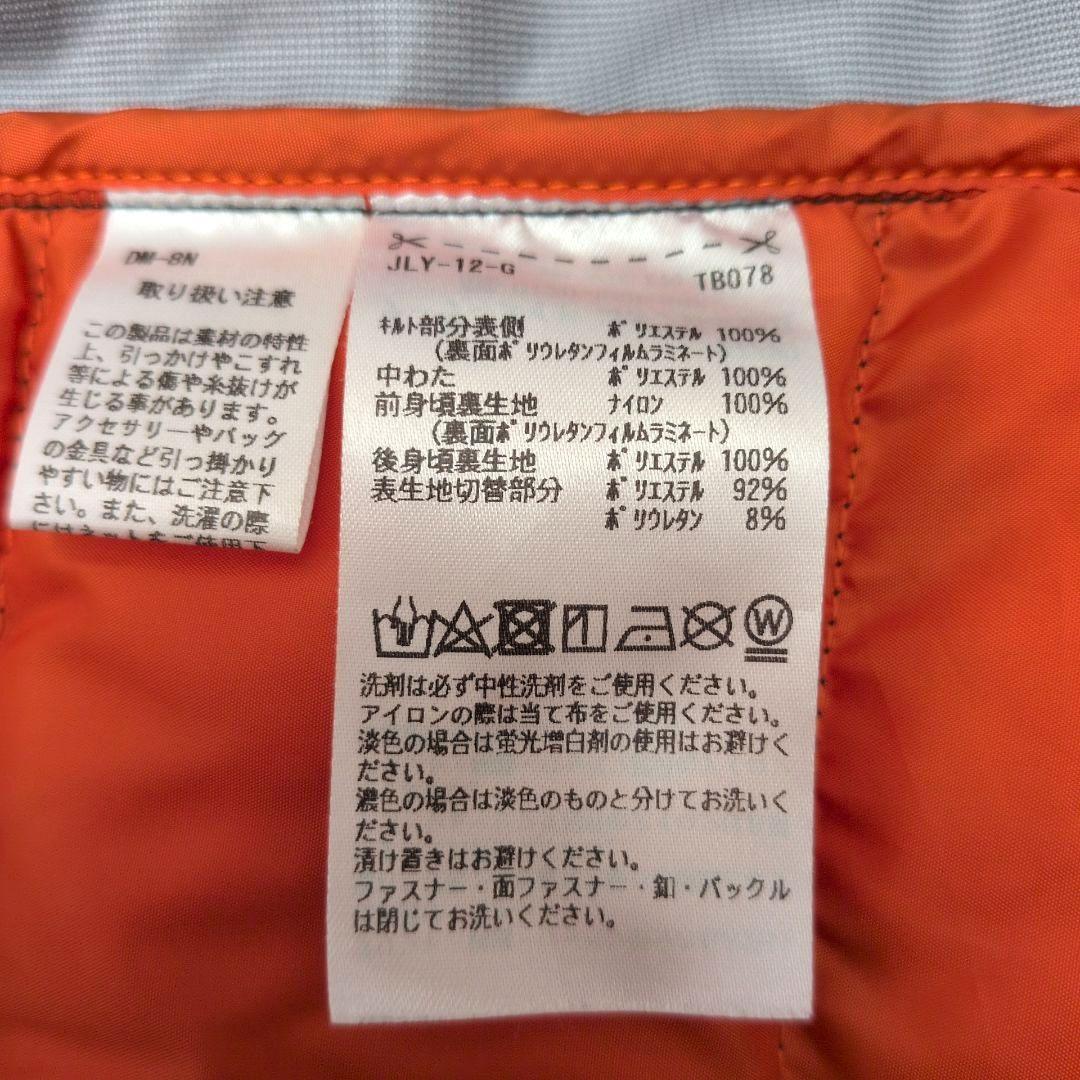 DM-8N
取り扱い注意
この製品は素材の特性
上、引っかけやこすれ
等による傷や糸抜けが
生じる事があります。
アクセサリーやバッグ
の金具など引っ掛かり
やすい物にはご注意下
さい。また、洗濯の際
にはネットをご使用下
JLY-12-G TB078
ｷﾙﾄ部分表側 ﾎﾟﾘｴｽﾃﾙ 100%
(裏面ﾎﾟﾘｳﾚﾀﾝﾌｨﾙﾑﾗﾐﾈｰﾄ)
中わた ﾎﾟﾘｴｽﾃﾙ 100%
前身頃裏生地 ﾅｲﾛﾝ 100%
(裏面ﾎﾟﾘｳﾚﾀﾝﾌｨﾙﾑﾗﾐﾈｰﾄ)
後身頃裏生地 ﾎﾟﾘｴｽﾃﾙ 100%
表生地切替部分 ﾎﾟﾘｴｽﾃﾙ 92%
ﾎﾟﾘｳﾚﾀﾝ 8%
W
洗剤は必ず中性洗剤をご使用ください。
アイロンの際は当て布をご使用ください。
淡色の場合は蛍光増白剤の使用はお避けく
ださい。
濃色の場合は淡色のものと分けてお洗いく
ださい。
漬け置きはお避けください。
ファスナー・面ファスナー・釦・バックル
は閉じてお洗いください。